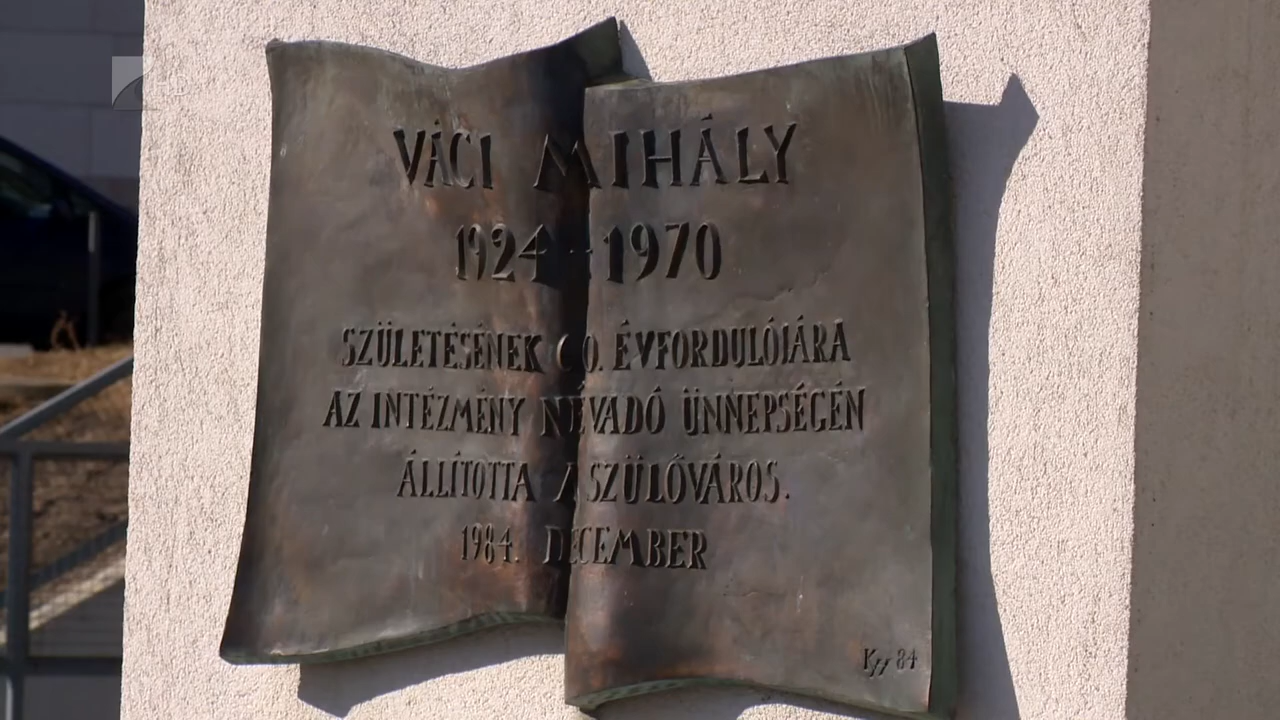 VÁCI MIHÁLY
1924-1970
SZÜLETÉSÉNEK 60. ÉVFORDULÓJÁRA
AZ INTÉZMÉNY NÉVADÓ ÜNNEPSÉGÉN
ÁLLÍTOTTA A SZÜLŐVÁROS.
1984. DECEMBER